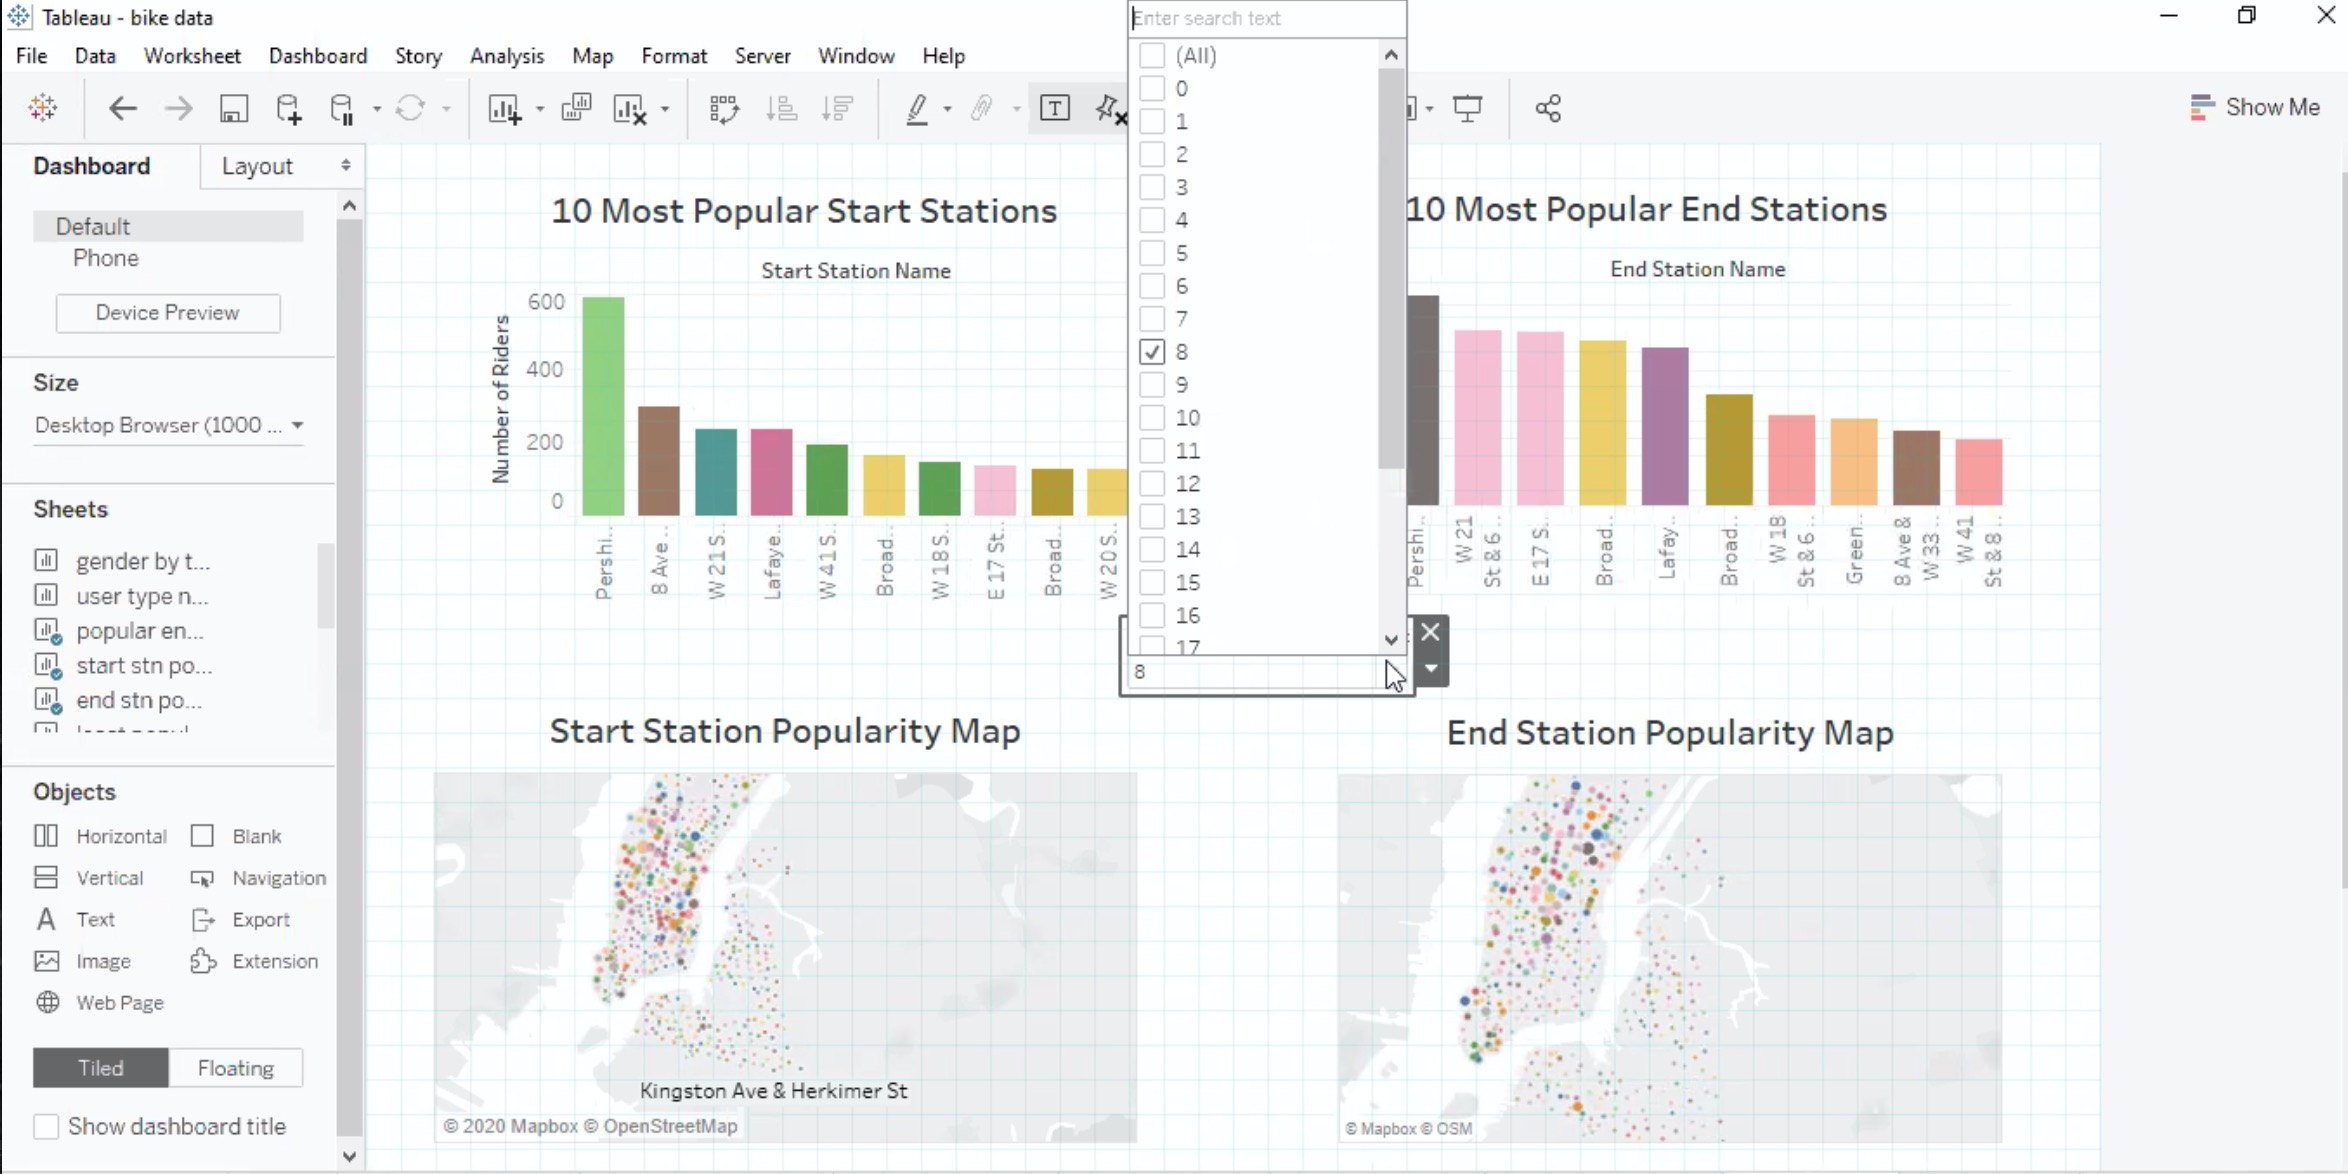 Tableau - bike data
File Data Worksheet Dashboard Story Analysis Map Format Server Window Help
Show Me
Dashboard
Layout
Default
Phone
Device Preview
Size
Desktop Browser (1000 ...
Sheets
gender by t...
user type n...
popular en...
start stn po...
end stn po...
Objects
Horizontal
Blank
Vertical
Navigation
Text
Export
Image
Extension
Web Page
Tiled
Floating
Show dashboard title
10 Most Popular Start Stations
Start Station Name
Number of Riders
600
400
200
0
Pershi..
8 Ave ..
W 21 S..
Lafaye..
W 41 S..
Broad..
W 18 S..
E 17 St..
Broad..
W 20 S..
Enter search text
(All)
0
1
2
3
4
5
6
7
8
9
10
11
12
13
14
15
16
17
8
10 Most Popular End Stations
End Station Name
Pershi..
W 21
St & 6 ..
E 17 S..
Broad..
Lafay..
Broad..
W 18
St & 6 ..
Green..
8 Ave &
W 33 ..
W 41
St & 8 ..
Start Station Popularity Map
Kingston Ave & Herkimer St
© 2020 Mapbox © OpenStreetMap
End Station Popularity Map
© Mapbox © OSM